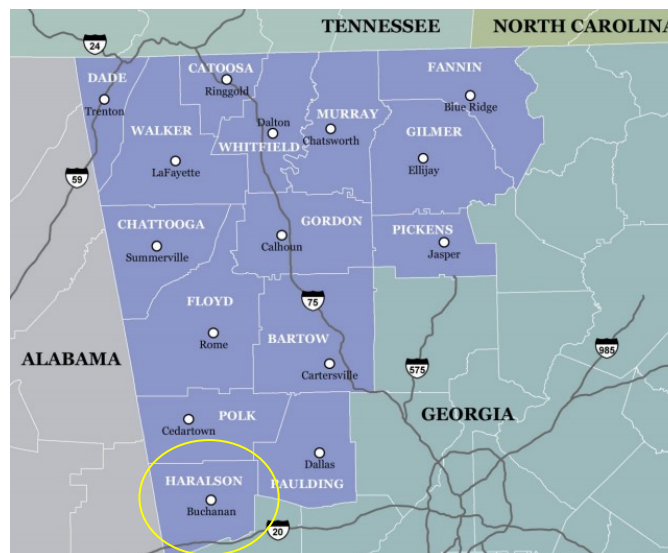 TENNESSEE
NORTH CAROLINA
24
DADE
Trenton
CATOOSA
Ringgold
FANNIN
Blue Ridge
WALKER
LaFayette
Dalton
WHITFIELD
MURRAY
Chatsworth
GILMER
Ellijay
59
CHATTOOGA
Summerville
GORDON
Calhoun
PICKENS
Jasper
75
FLOYD
Rome
BARTOW
Cartersville
ALABAMA
575
985
GEORGIA
POLK
Cedartown
Dallas
PAULDING
HARALSON
Buchanan
20